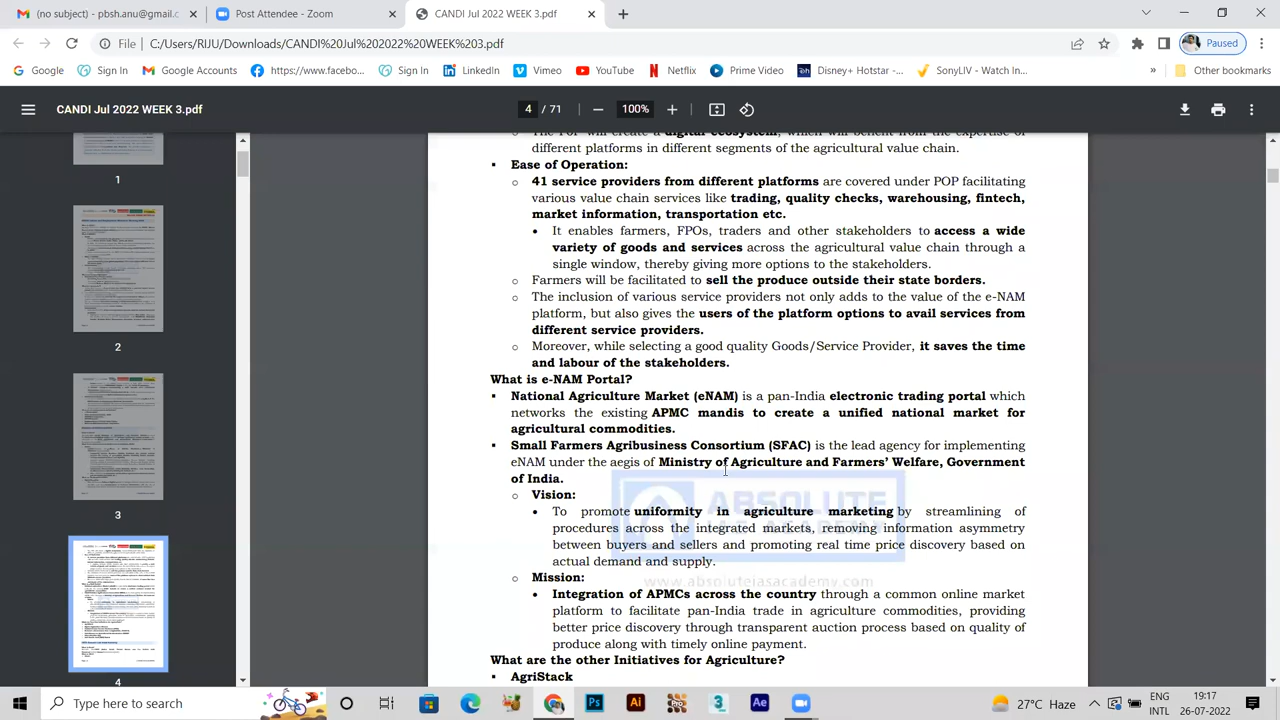 (no subject) - pbsh.anu@gmail.c
Post Attendee - Zoom
CANDI Jul 2022 WEEK 3.pdf
File
C:/Users/RIJU/Downloads/CANDI%20Jul%202022%20WEEK%203.pdf
Paused
Google
Sign In
Google Accounts
https://www.facebo...
Sign In
LinkedIn
Vimeo
YouTube
Netflix
Prime Video
Disney+ Hotstar -...
SonyLIV - Watch In...
»
Other bookmarks
CANDI Jul 2022 WEEK 3.pdf
4 / 71
100%
1
2
3
4
digital ecosystem
different platforms in different segments of the agricultural value chain.
▪ Ease of Operation:
o 41 service providers from different platforms are covered under POP facilitating
various value chain services like trading, quality checks, warehousing, fintech,
market information, transportation etc.
• It enables farmers, FPOs, traders and other stakeholders to access a wide
variety of goods and services across the agricultural value chain through a
single window, thereby giving more options to the stakeholders.
o Farmers will be facilitated to sell the produce outside their state borders.
o The inclusion of various service providers not only adds to the value of the e-NAM
platform, but also gives the users of the platform options to avail services from
different service providers.
o Moreover, while selecting a good quality Goods/Service Provider, it saves the time
and labour of the stakeholders.
What is e-NAM Portal?
▪ National Agriculture Market (eNAM) is a pan-India electronic trading portal which
networks the existing APMC mandis to create a unified national market for
agricultural commodities.
▪ Small Farmers Agribusiness Consortium (SFAC) is the lead agency for implementing
eNAM under the aegis of Ministry of Agriculture and Farmers' Welfare, Government
of India.
o Vision:
• To promote uniformity in agriculture marketing by streamlining of
procedures across the integrated markets, removing information asymmetry
between buyers and sellers and promoting real time price discovery based on
actual demand and supply.
o Mission:
• Integration of APMCs across the country through a common online market
platform to facilitate pan-India trade in agriculture commodities, providing
better price discovery through transparent auction process based on quality of
produce along with timely online payment.
What are the other Initiatives for Agriculture?
▪ AgriStack
ABSOLUTE
Type here to search
27°C Haze
ENG
INTL
19:17
26-07-2022